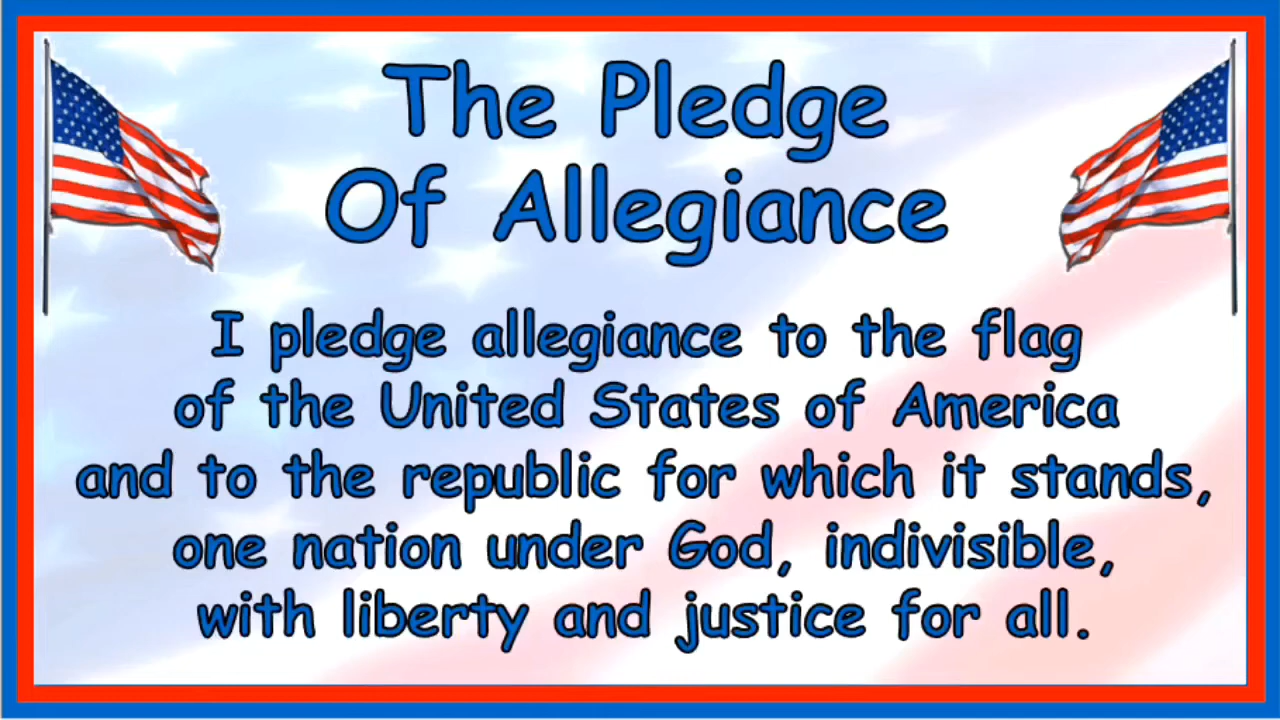 The Pledge
Of Allegiance
I pledge allegiance to the flag
of the United States of America
and to the republic for which it stands,
one nation under God, indivisible,
with liberty and justice for all.